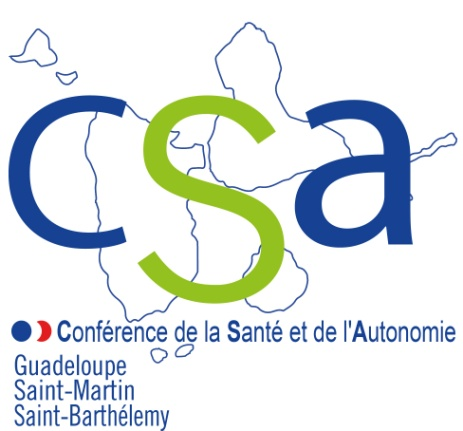 csa
Conférence de la Santé et de l'Autonomie
Guadeloupe
Saint-Martin
Saint-Barthélemy